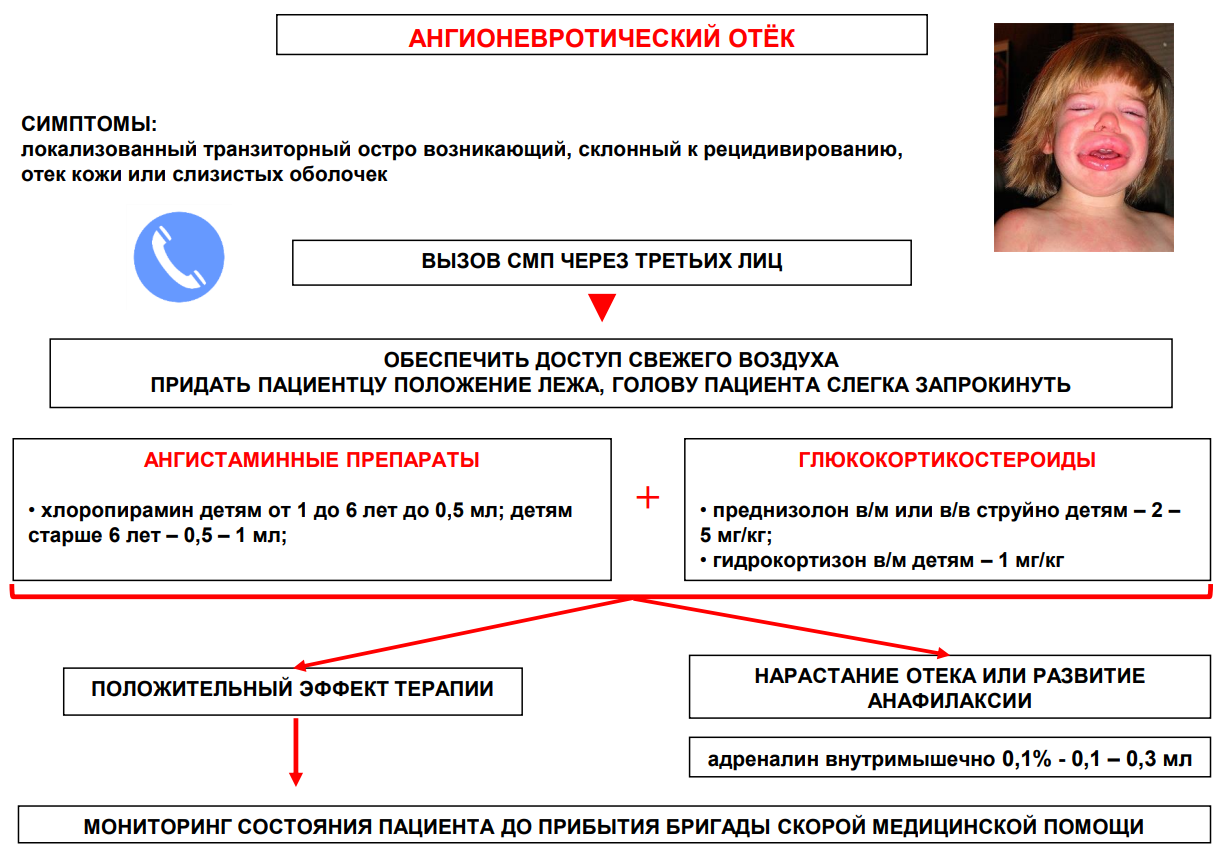 АНГИОНЕВРОТИЧЕСКИЙ ОТЁК
СИМПТОМЫ:
локализованный транзиторный остро возникающий, склонный к рецидивированию,
отек кожи или слизистых оболочек
ВЫЗОВ СМП ЧЕРЕЗ ТРЕТЬИХ ЛИЦ
ОБЕСПЕЧИТЬ ДОСТУП СВЕЖЕГО ВОЗДУХА
ПРИДАТЬ ПАЦИЕНТЦУ ПОЛОЖЕНИЕ ЛЕЖА, ГОЛОВУ ПАЦИЕНТА СЛЕГКА ЗАПРОКИНУТЬ
АНГИСТАМИННЫЕ ПРЕПАРАТЫ
• хлоропирамин детям от 1 до 6 лет до 0,5 мл; детям
старше 6 лет – 0,5 – 1 мл;
+
ГЛЮКОКОРТИКОСТЕРОИДЫ
• преднизолон в/м или в/в струйно детям – 2 –
5 мг/кг;
• гидрокортизон в/м детям – 1 мг/кг
ПОЛОЖИТЕЛЬНЫЙ ЭФФЕКТ ТЕРАПИИ
НАРАСТАНИЕ ОТЕКА ИЛИ РАЗВИТИЕ
АНАФИЛАКСИИ
адреналин внутримышечно 0,1% - 0,1 – 0,3 мл
МОНИТОРИНГ СОСТОЯНИЯ ПАЦИЕНТА ДО ПРИБЫТИЯ БРИГАДЫ СКОРОЙ МЕДИЦИНСКОЙ ПОМОЩИ